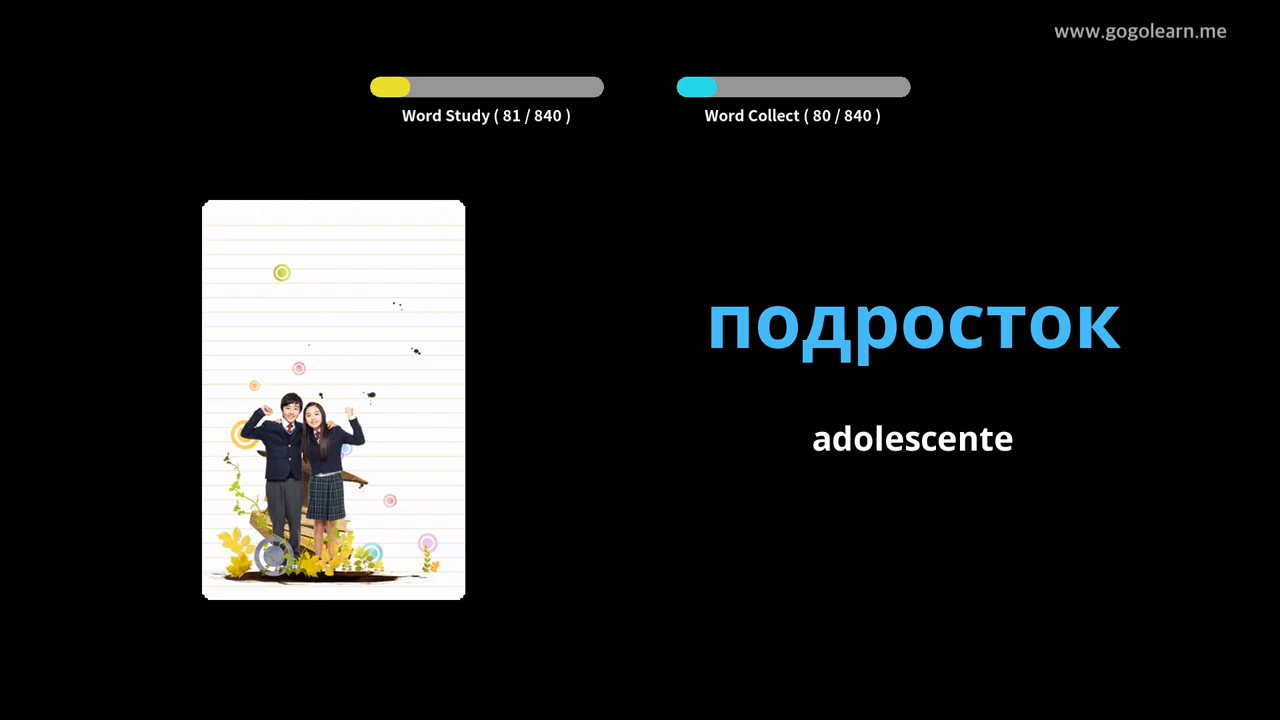 www.gogolearn.me
Word Study ( 81 / 840 )
Word Collect ( 80 / 840 )
подросток
adolescente